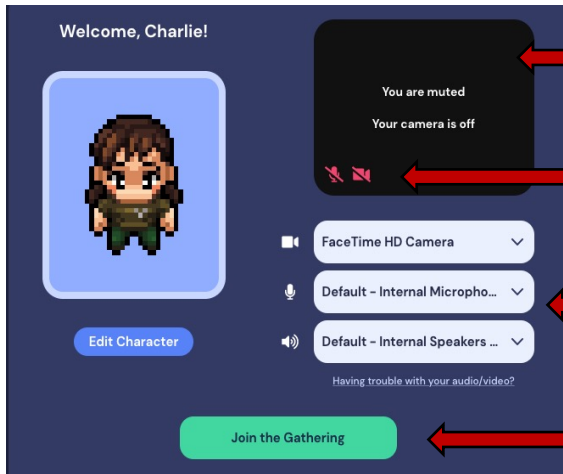 Welcome, Charlie!
You are muted
Your camera is off
FaceTime HD Camera
Default - Internal Micropho...
Default - Internal Speakers ...
Edit Character
Having trouble with your audio/video?
Join the Gathering